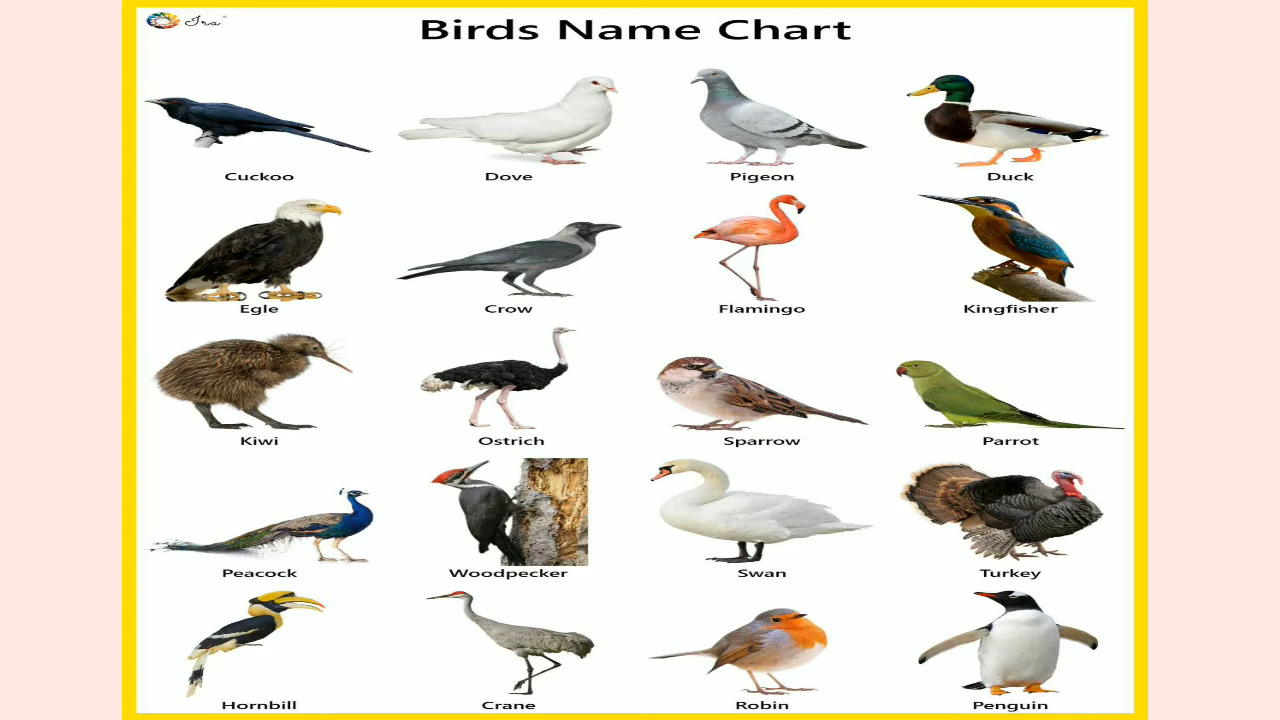 Ira
Birds Name Chart
Cuckoo Dove Pigeon Duck
Egle Crow Flamingo Kingfisher
Kiwi Ostrich Sparrow Parrot
Peacock Woodpecker Swan Turkey
Hornbill Crane Robin Penguin